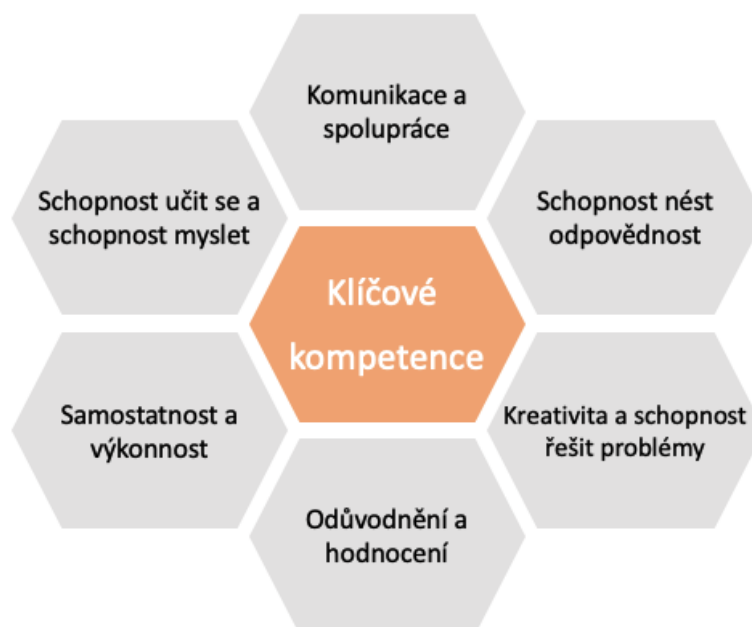 Komunikace a
spolupráce
Schopnost učit se a
schopnost myslet
Schopnost nést
odpovědnost
Klíčové
kompetence
Samostatnost a
výkonnost
Kreativita a schopnost
řešit problémy
Odůvodnění a
hodnocení